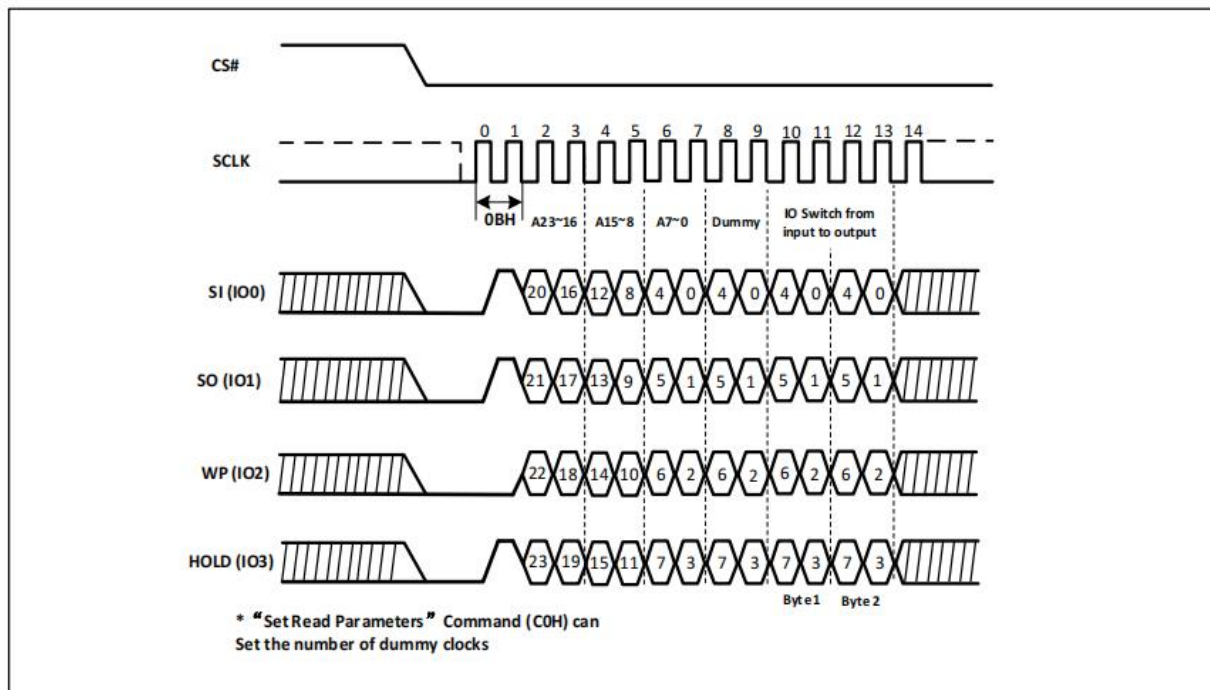 CS#
0 1 2 3 4 5 6 7 8 9 10 11 12 13 14
SCLK
0BH A23~16 A15~8 A7~0 Dummy IO Switch from
input to output
SI (IO0) 20 16 12 8 4 0 4 0 4 0 4 0
SO (IO1) 21 17 13 9 5 1 5 1 5 1 5 1
WP (IO2) 22 18 14 10 6 2 6 2 6 2 6 2
HOLD (IO3) 23 19 15 11 7 3 7 3 7 3 7 3
Byte1 Byte 2
* “Set Read Parameters” Command (C0H) can
Set the number of dummy clocks